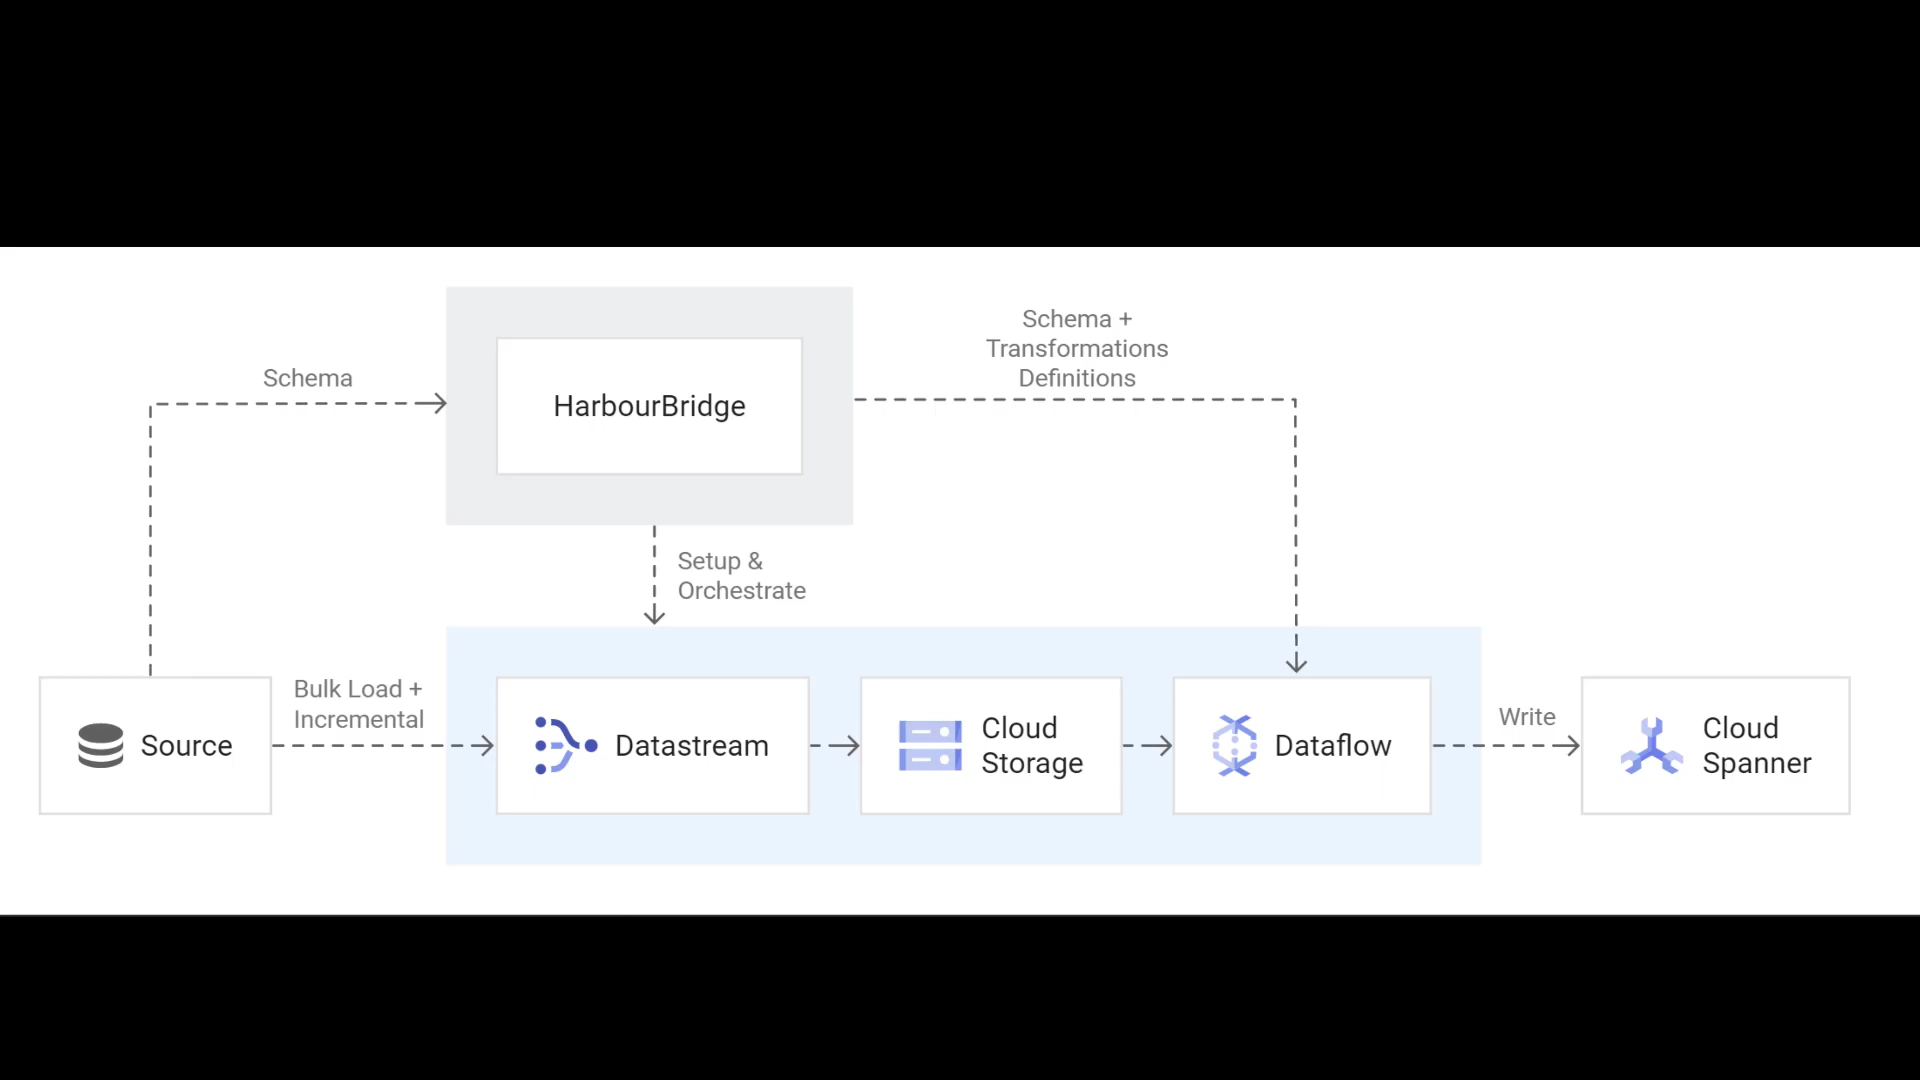 Schema +
Transformations
Definitions
Schema
HarbourBridge
Setup &
Orchestrate
Bulk Load +
Incremental
Source
Datastream
Cloud
Storage
Dataflow
Write
Cloud
Spanner